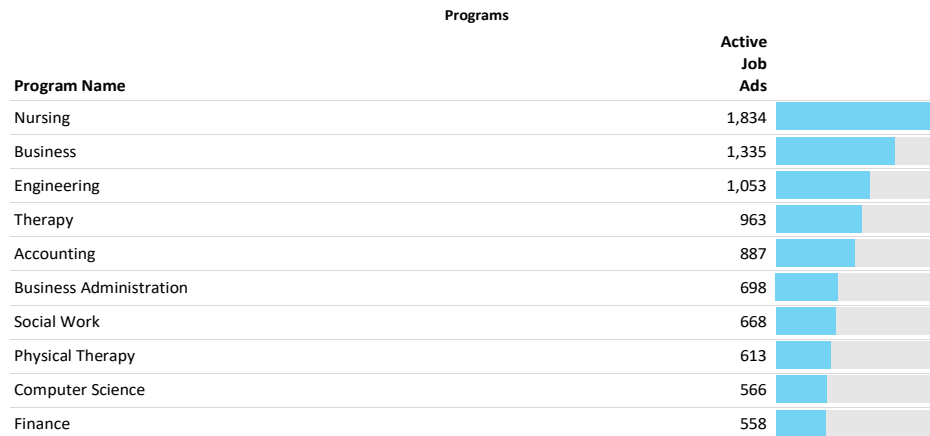 Programs
Active
Job
Program Name Ads
Nursing 1,834
Business 1,335
Engineering 1,053
Therapy 963
Accounting 887
Business Administration 698
Social Work 668
Physical Therapy 613
Computer Science 566
Finance 558